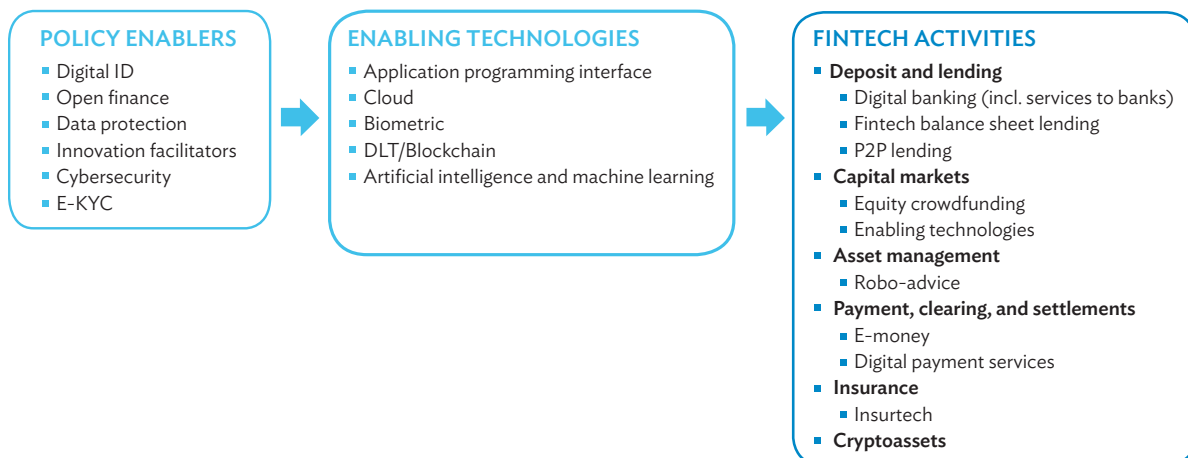 POLICY ENABLERS
Digital ID
Open finance
Data protection
Innovation facilitators
Cybersecurity
E-KYC
ENABLING TECHNOLOGIES
Application programming interface
Cloud
Biometric
DLT/Blockchain
Artificial intelligence and machine learning
FINTECH ACTIVITIES
Deposit and lending
Digital banking (incl. services to banks)
Fintech balance sheet lending
P2P lending
Capital markets
Equity crowdfunding
Enabling technologies
Asset management
Robo-advice
Payment, clearing, and settlements
E-money
Digital payment services
Insurance
Insurtech
Cryptoassets